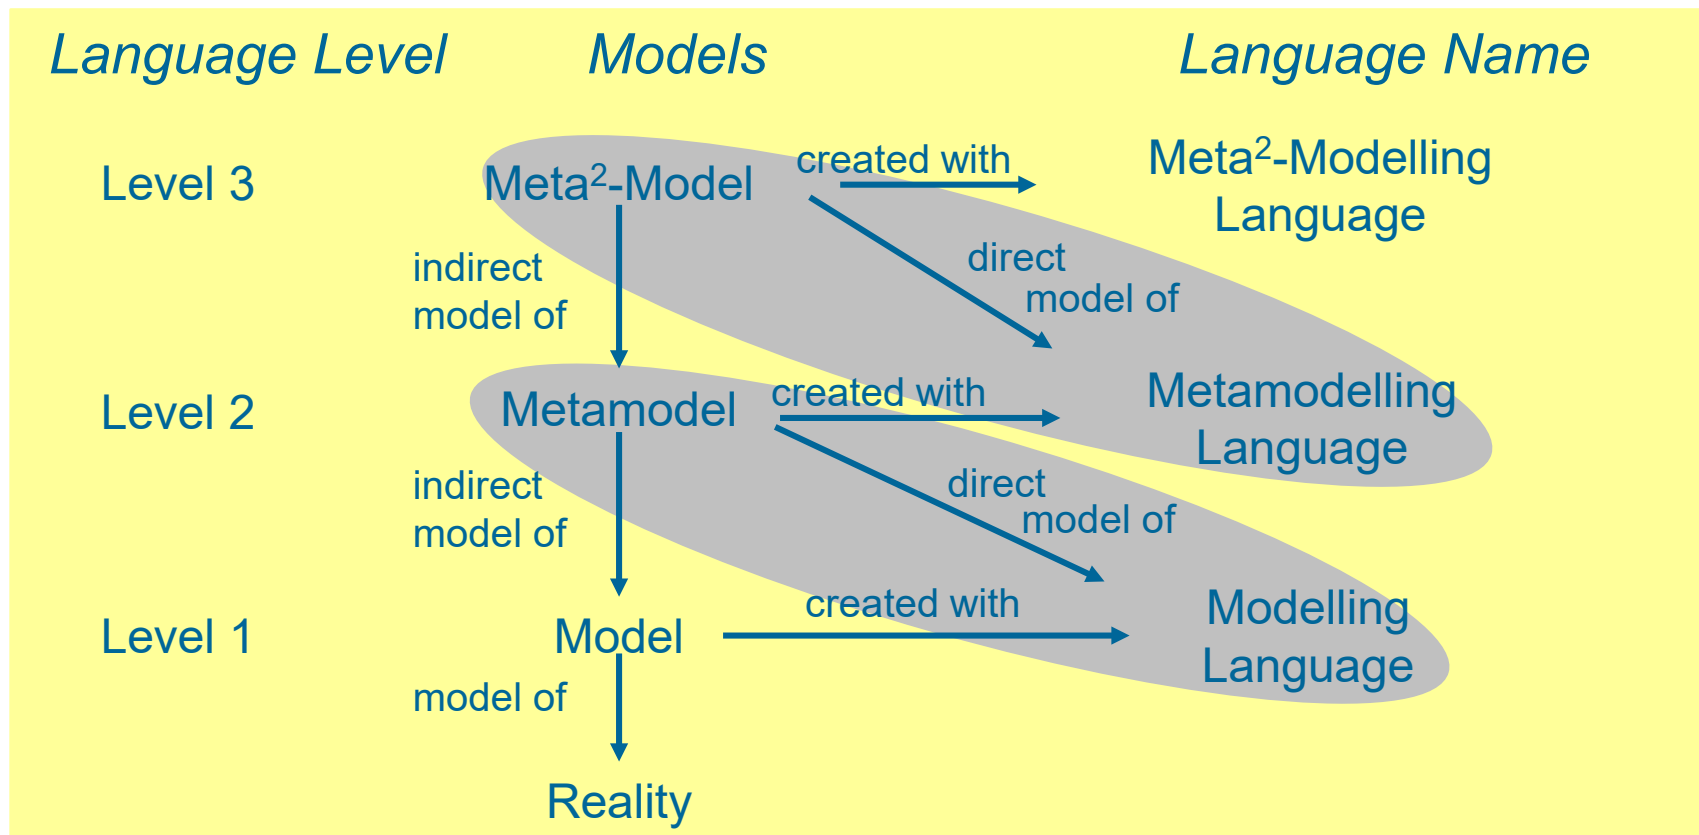 Language Level Models Language Name
Level 3 Meta²-Model created with Meta²-Modelling
Language
indirect
model of
direct
model of
Level 2 Metamodel created with Metamodelling
Language
indirect
model of
direct
model of
Level 1 Model created with Modelling
Language
model of
Reality